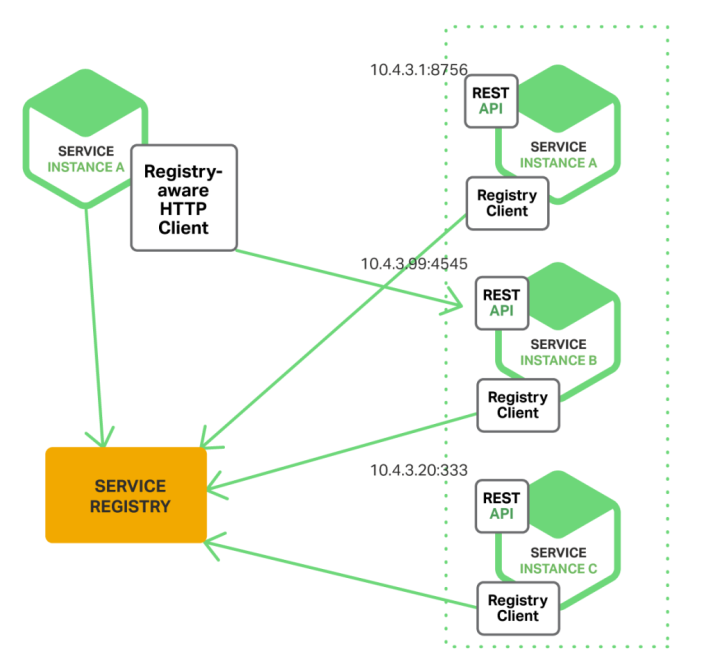 SERVICE
INSTANCE A
Registry-
aware
HTTP
Client
10.4.3.1:8756
REST
API
SERVICE
INSTANCE A
Registry
Client
10.4.3.99:4545
REST
API
SERVICE
INSTANCE B
Registry
Client
SERVICE
REGISTRY
10.4.3.20:333
REST
API
SERVICE
INSTANCE C
Registry
Client